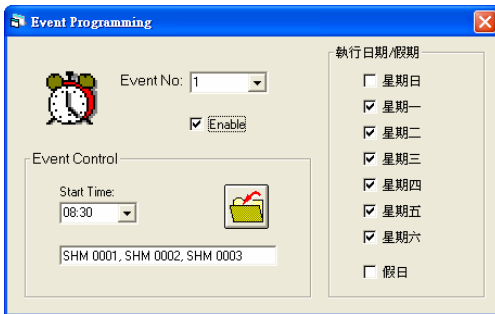 Event Programming
Event No: 1
Enable
Event Control
Start Time:
08:30
SHM 0001, SHM 0002, SHM 0003
執行日期/假期
星期日
星期一
星期二
星期三
星期四
星期五
星期六
假日